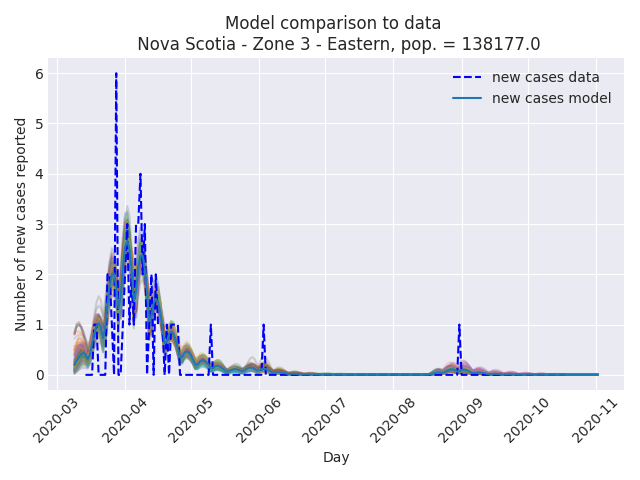 Model comparison to data
Nova Scotia - Zone 3 - Eastern, pop. = 138177.0
new cases data
new cases model
Number of new cases reported
6
5
4
3
2
1
0
2020-03
2020-04
2020-05
2020-06
2020-07
2020-08
2020-09
2020-10
2020-11
Day